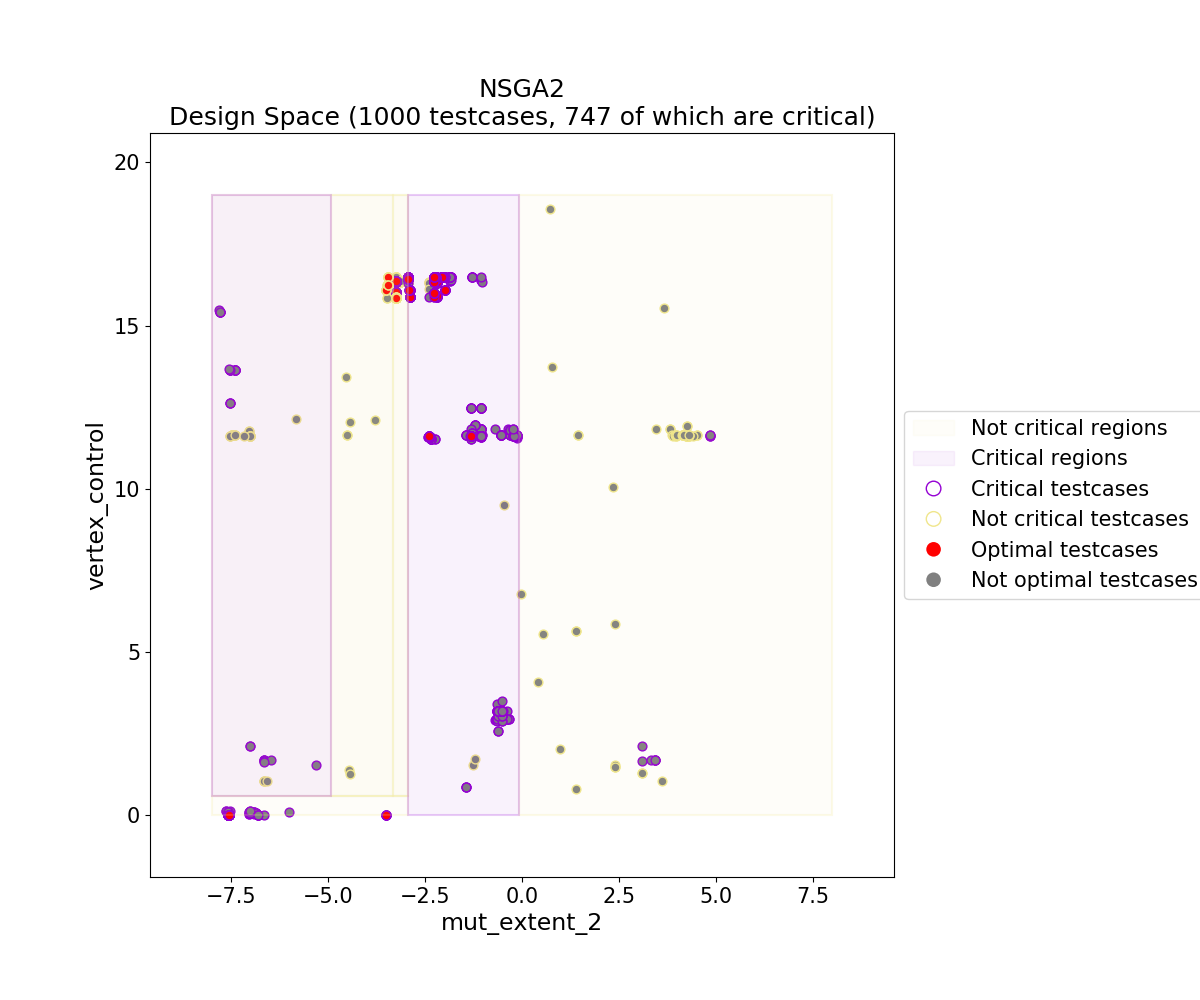 NSGA2
Design Space (1000 testcases, 747 of which are critical)
20
15
10
5
0
vertex_control
−7.5
−5.0
−2.5
0.0
2.5
5.0
7.5
mut_extent_2
Not critical regions
Critical regions
Critical testcases
Not critical testcases
Optimal testcases
Not optimal testcases